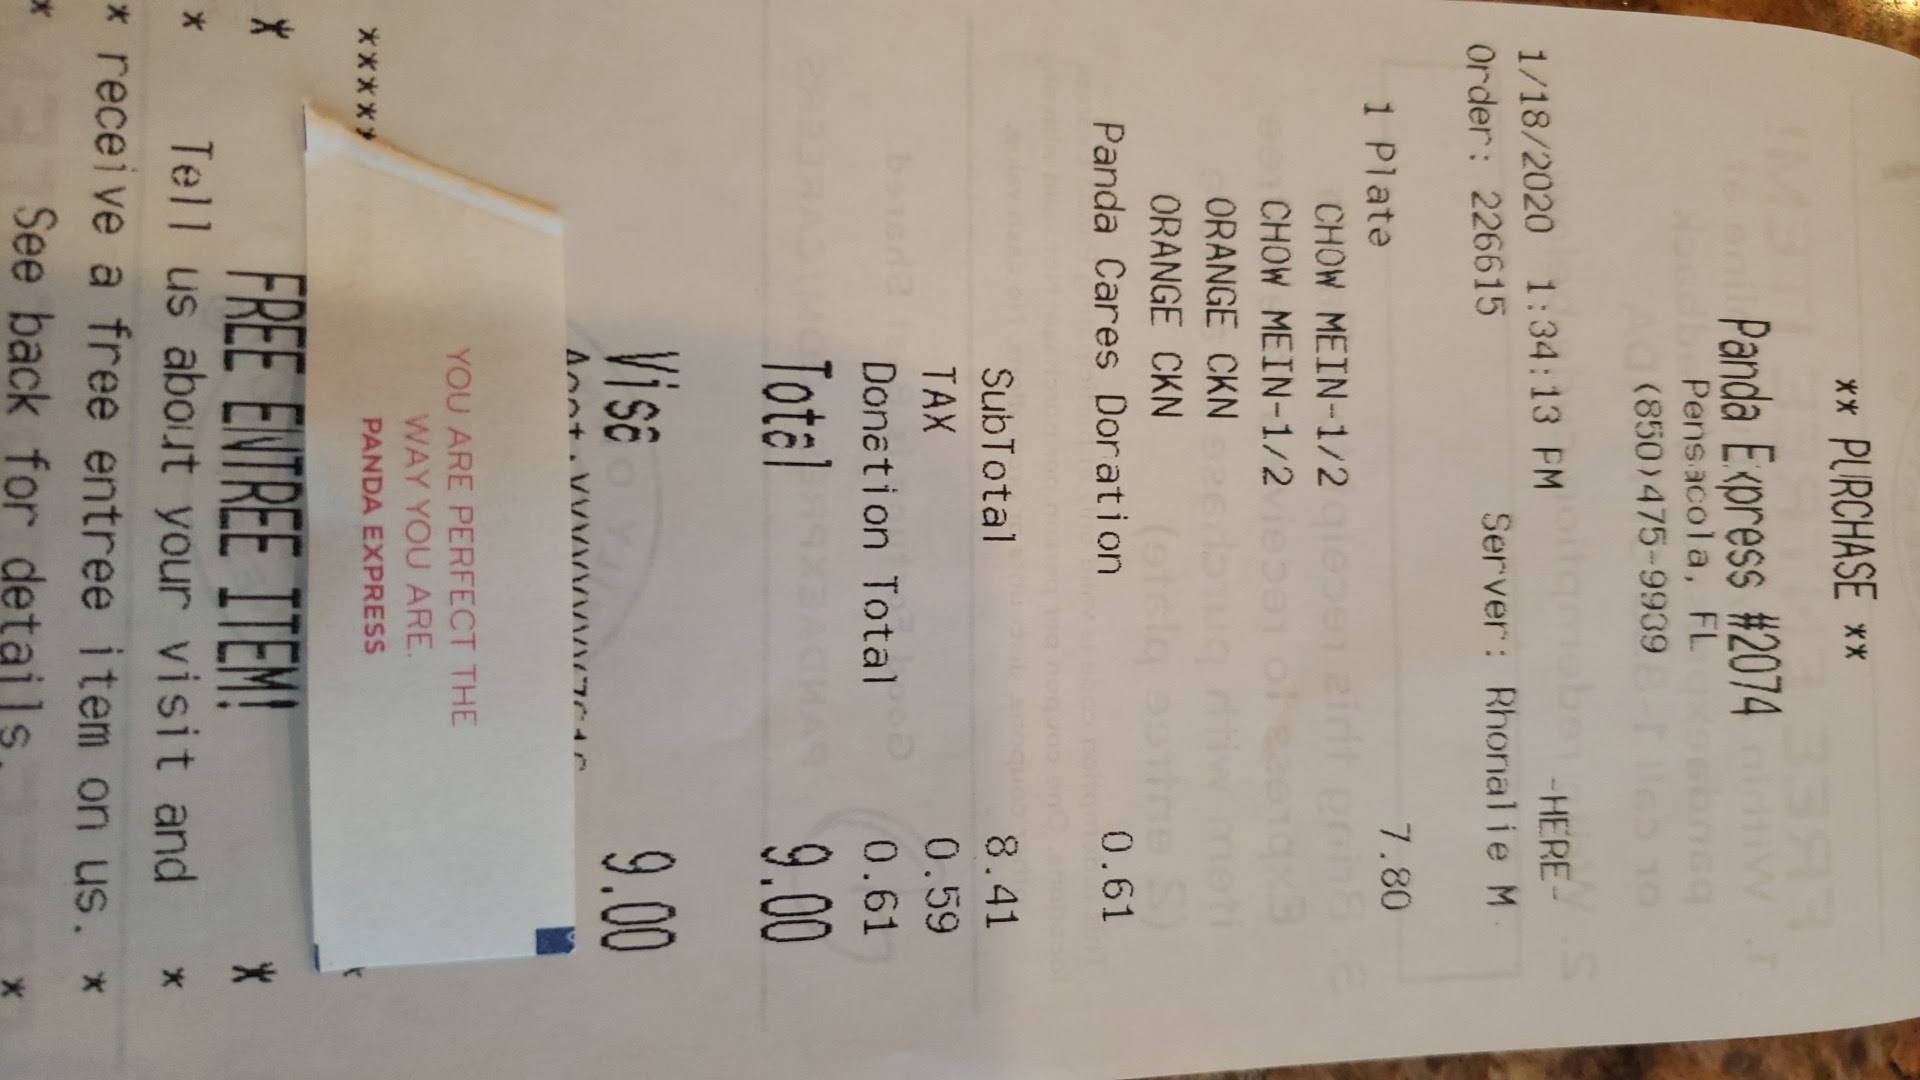 ** PURCHASE **
Panda Express #2074
Pensacola, FL
(850)475-9939
1/18/2020 1:34:13 PM -HERE-
Order: 226615 Server: Rhonalie M
1 Plate 7.80
CHOW MEIN-1/2
CHOW MEIN-1/2
ORANGE CKN
ORANGE CKN
Panda Cares Donation 0.61
SubTotal 8.41
TAX 0.59
Donation Total 0.61
Total 9.00
Visa 9.00
YOU ARE PERFECT THE
WAY YOU ARE.
PANDA EXPRESS
*****
* FREE ENTREE ITEM! *
* Tell us about your visit and *
* receive a free entree item on us. *
* See back for details. *